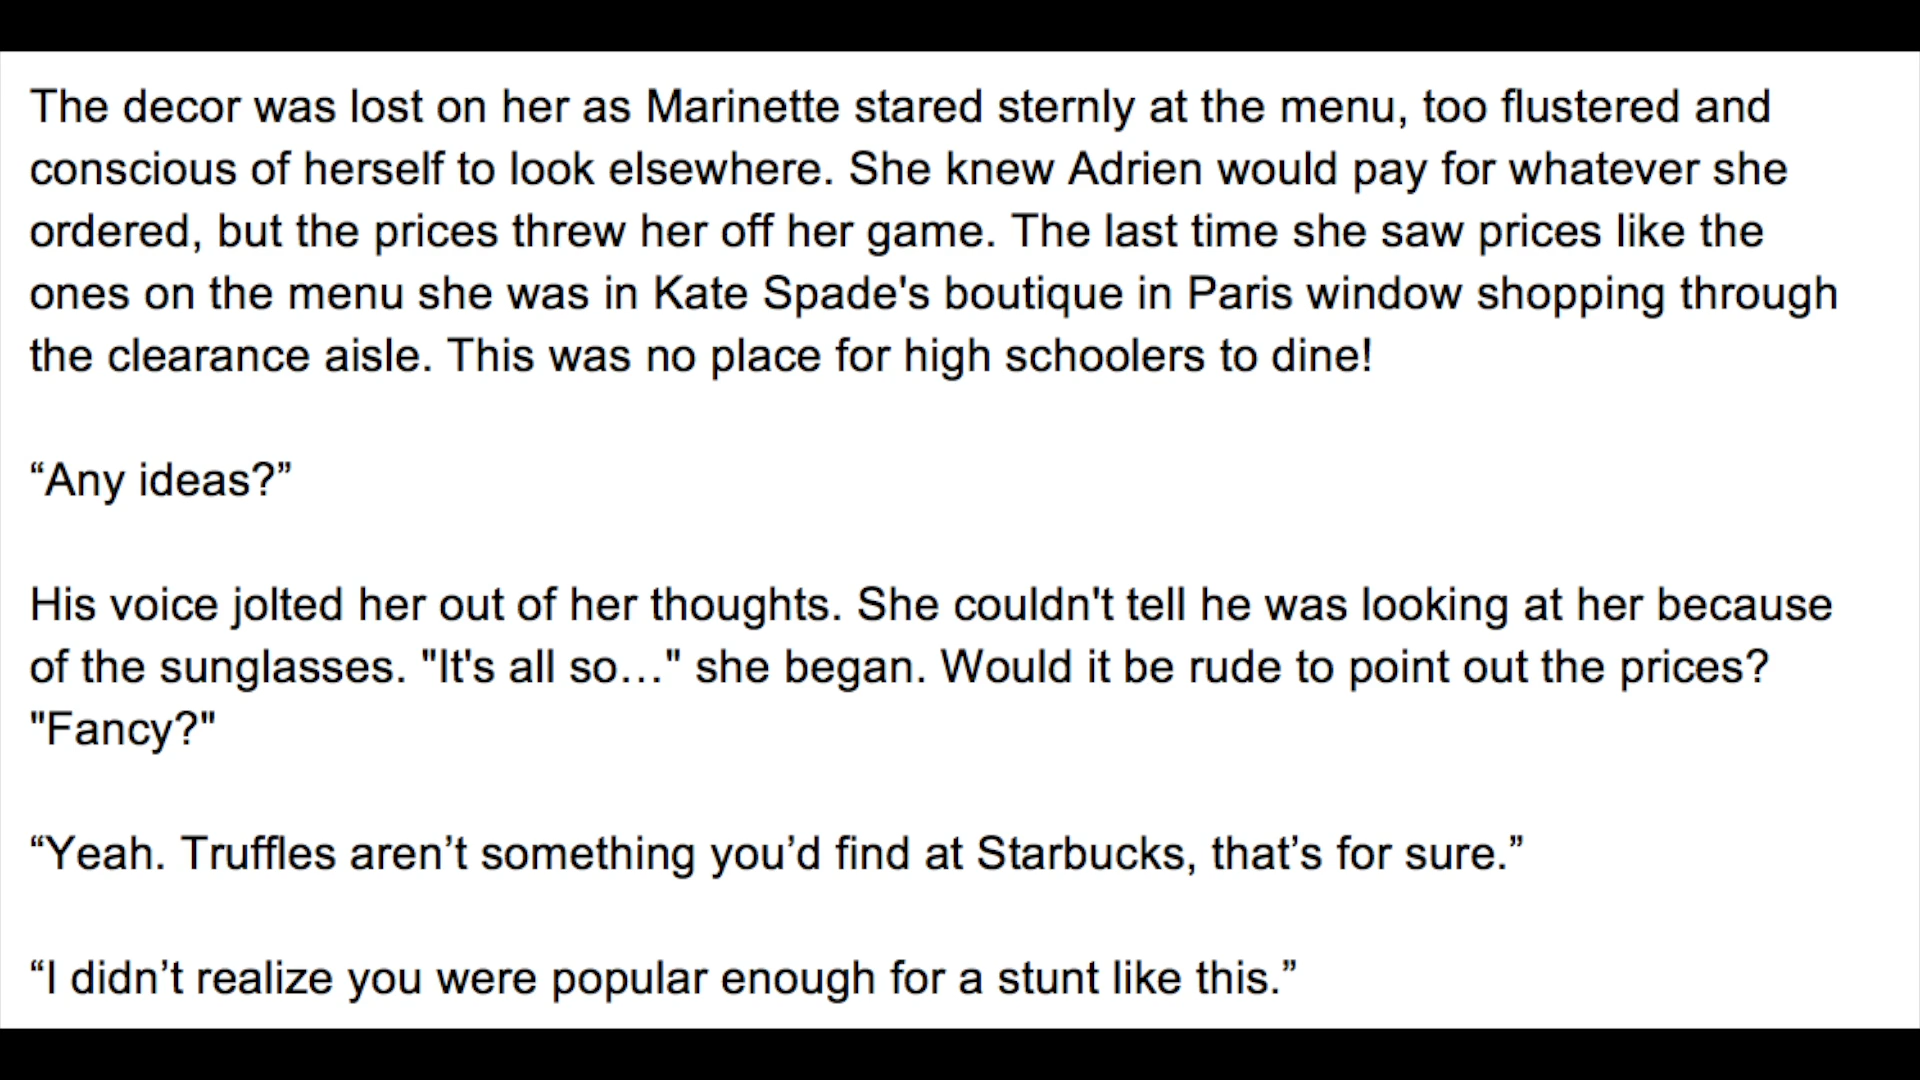 The decor was lost on her as Marinette stared sternly at the menu, too flustered and
conscious of herself to look elsewhere. She knew Adrien would pay for whatever she
ordered, but the prices threw her off her game. The last time she saw prices like the
ones on the menu she was in Kate Spade's boutique in Paris window shopping through
the clearance aisle. This was no place for high schoolers to dine!
“Any ideas?”
His voice jolted her out of her thoughts. She couldn't tell he was looking at her because
of the sunglasses. "It's all so…" she began. Would it be rude to point out the prices?
"Fancy?"
“Yeah. Truffles aren’t something you’d find at Starbucks, that’s for sure.”
“I didn’t realize you were popular enough for a stunt like this.”